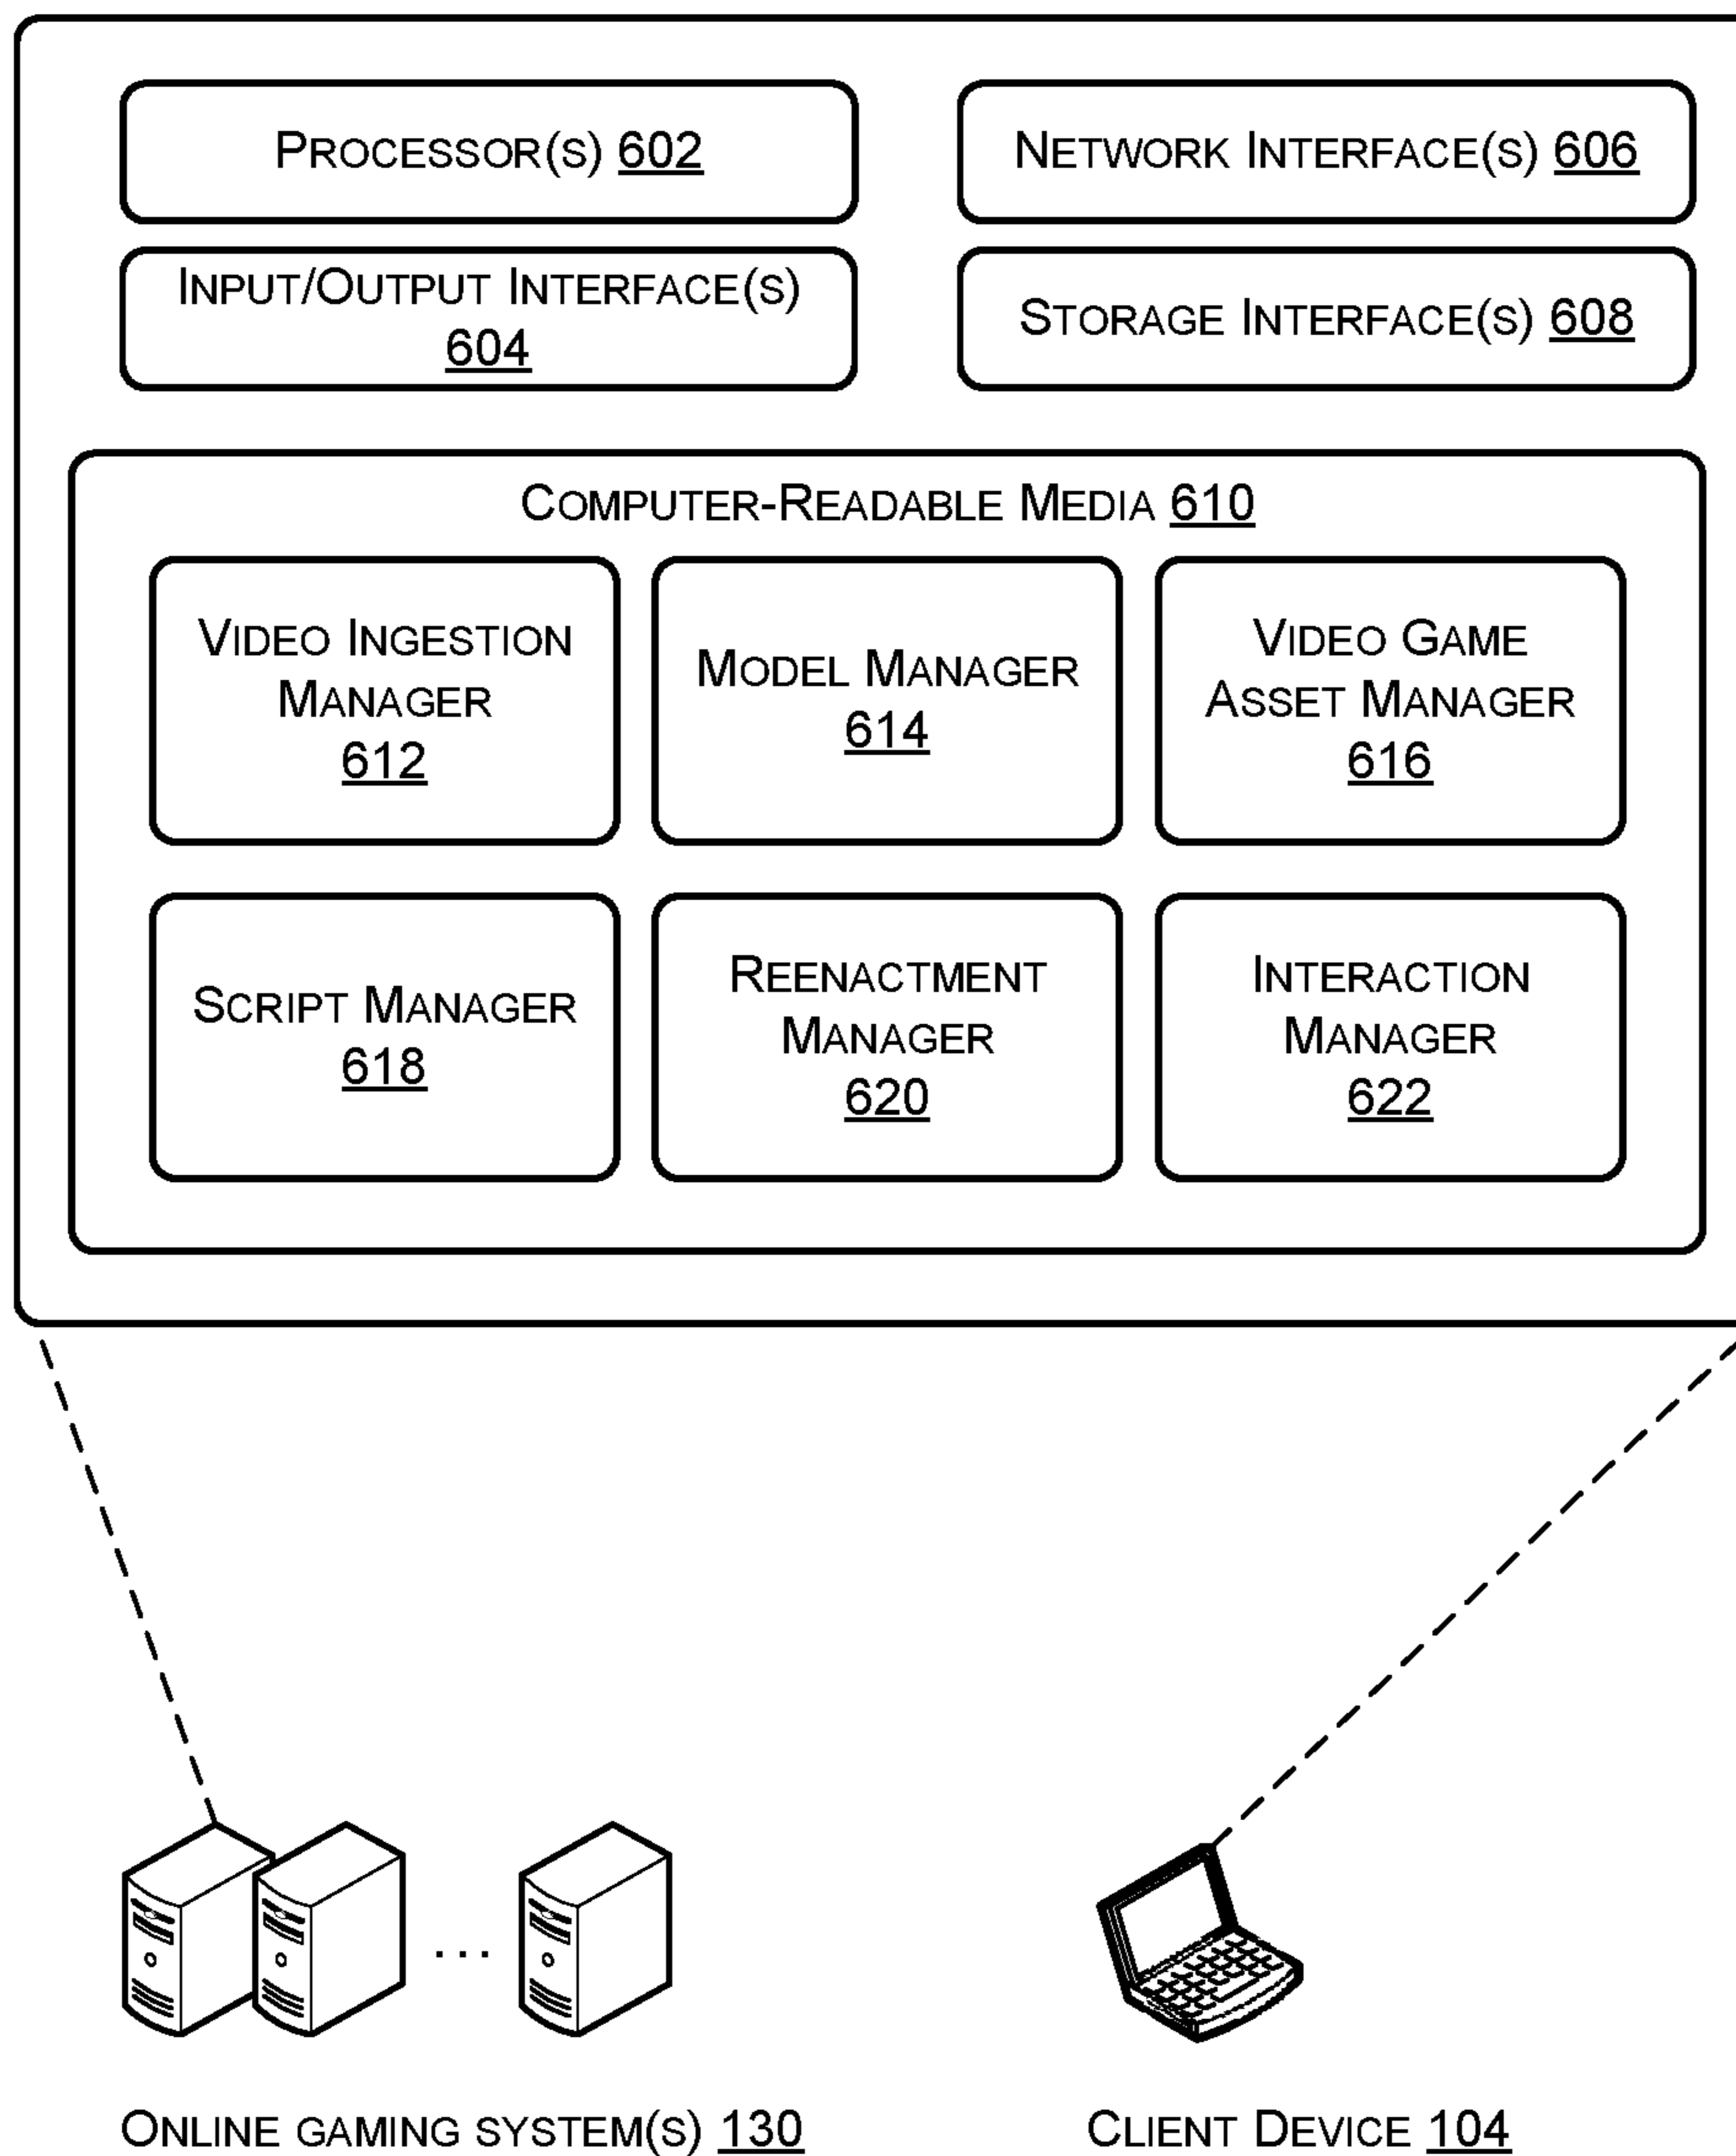 PROCESSOR(S) 602
NETWORK INTERFACE(S) 606
INPUT/OUTPUT INTERFACE(S)
604
STORAGE INTERFACE(S) 608
COMPUTER-READABLE MEDIA 610
VIDEO INGESTION
MANAGER
612
MODEL MANAGER
614
VIDEO GAME
ASSET MANAGER
616
SCRIPT MANAGER
618
REENACTMENT
MANAGER
620
INTERACTION
MANAGER
622
...
ONLINE GAMING SYSTEM(S) 130
CLIENT DEVICE 104